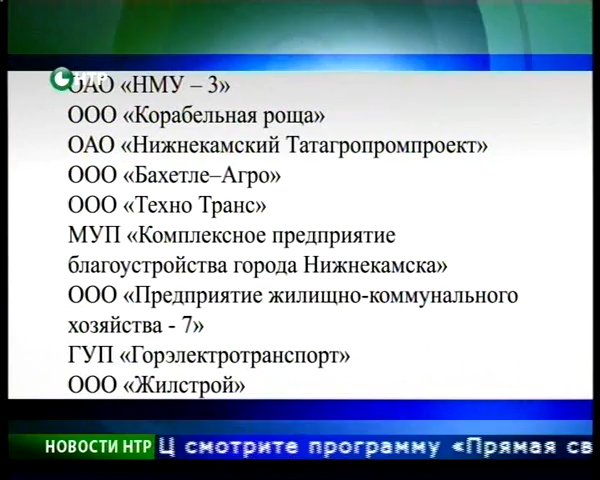 НТР
ОАО «НМУ – 3»
ООО «Корабельная роща»
ОАО «Нижнекамский Татагропромпроект»
ООО «Бахетле–Агро»
ООО «Техно Транс»
МУП «Комплексное предприятие
благоустройства города Нижнекамска»
ООО «Предприятие жилищно-коммунального
хозяйства - 7»
ГУП «Горэлектротранспорт»
ООО «Жилстрой»
НОВОСТИ НТР Ц смотрите программу «Прямая св